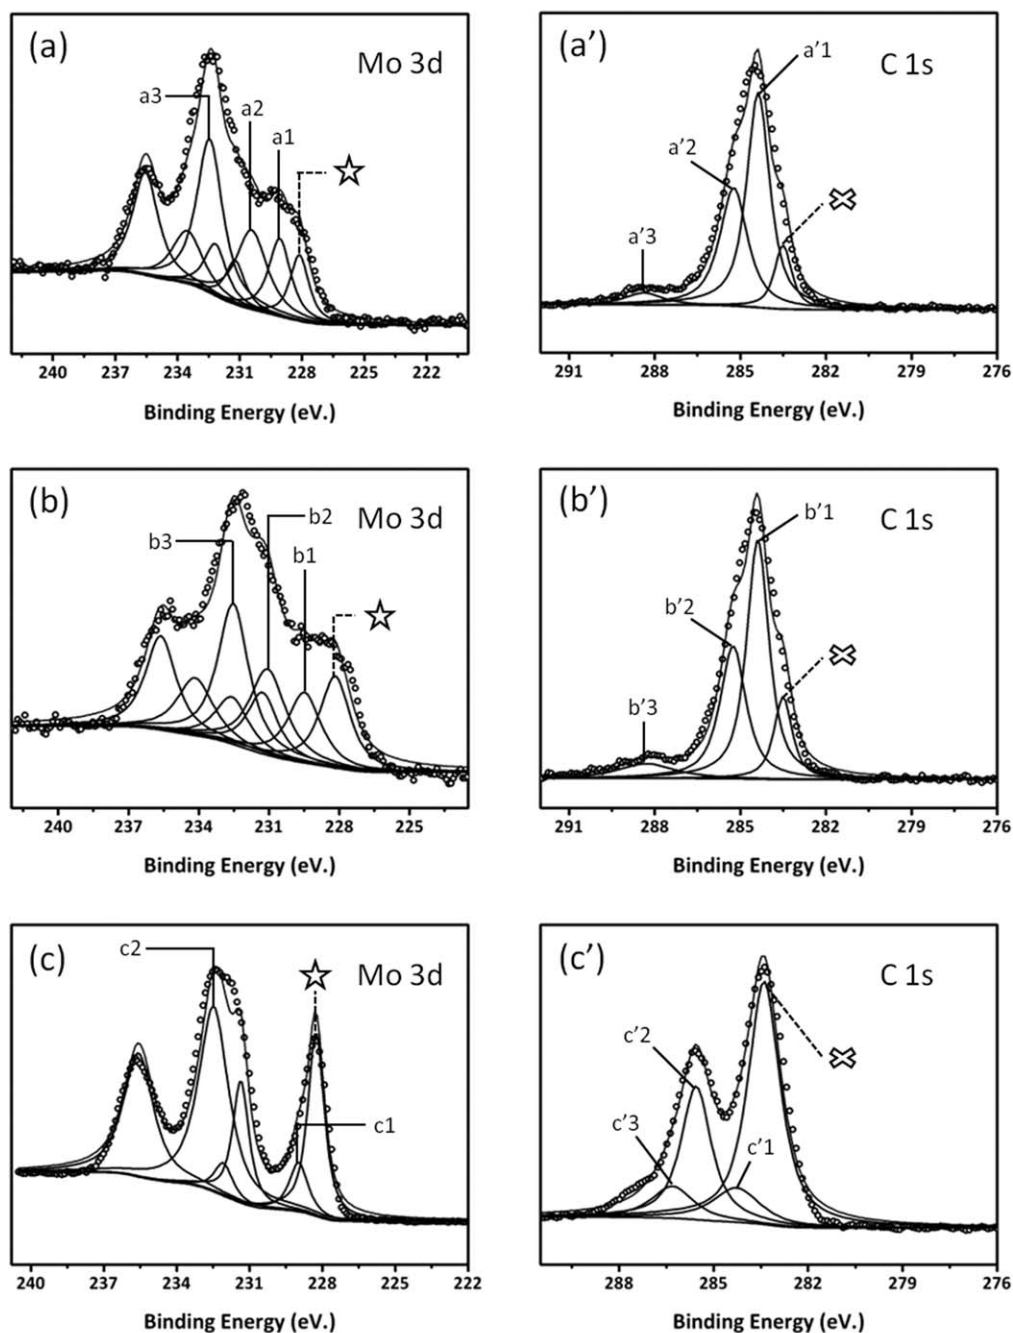 (a)
Mo 3d
a3
a2
a1
240 237 234 231 228 225 222
Binding Energy (eV.)
(a’)
C 1s
a’1
a’2
a’3
291 288 285 282 279 276
Binding Energy (eV.)
(b)
Mo 3d
b2
b3
b1
240 237 234 231 228 225
Binding Energy (eV.)
(b’)
C 1s
b’1
b’2
b’3
291 288 285 282 279 276
Binding Energy (eV.)
(c)
Mo 3d
c2
c1
240 237 234 231 228 225 222
Binding Energy (eV.)
(c’)
C 1s
c’2
c’3
c’1
288 285 282 279 276
Binding Energy (eV.)